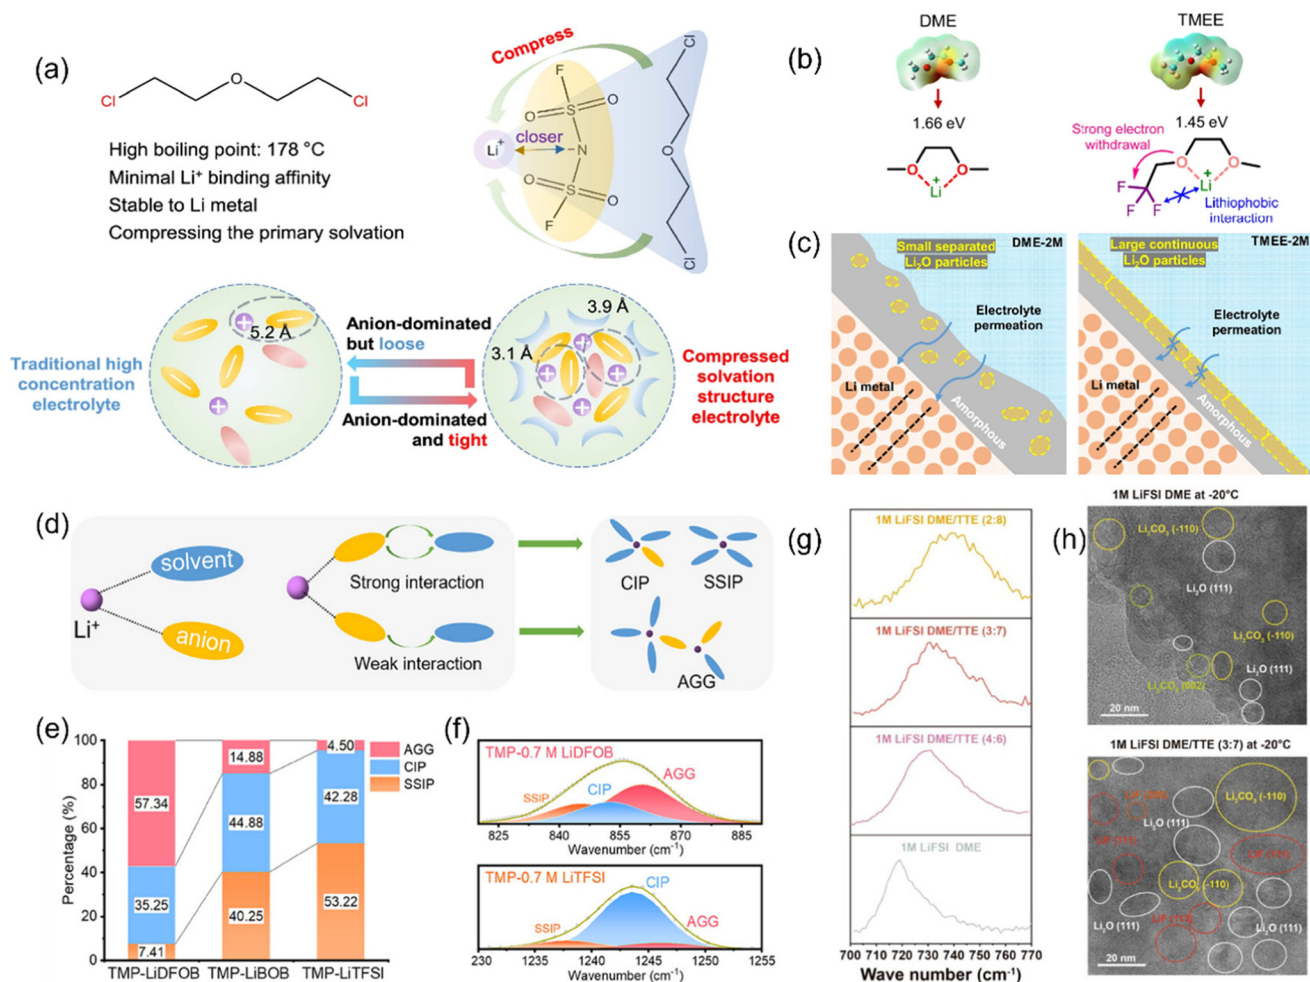 (a)
Cl
O
Cl
High boiling point: 178 °C
Minimal Li⁺ binding affinity
Stable to Li metal
Compressing the primary solvation
Compress
Cl
F
O
S
O
Li⁺
closer
N
O
O
S
O
F
Cl
5.2 Å
Traditional high
concentration
electrolyte
Anion-dominated
but loose
Anion-dominated
and tight
3.9 Å
3.1 Å
Compressed
solvation
structure
electrolyte
(b)
DME
TMEE
1.66 eV
1.45 eV
Strong electron
withdrawal
O
O
+
Li
O
O
F
F
F
+
Li
Lithiophobic
interaction
(c)
Small separated
Li₂O particles
DME-2M
Electrolyte
permeation
Li metal
Amorphous
Large continuous
Li₂O particles
TMEE-2M
Electrolyte
permeation
Li metal
Amorphous
(d)
solvent
Li⁺
anion
Strong interaction
Weak interaction
CIP
SSIP
AGG
(e)
Percentage (%)
100
80
60
40
20
0
57.34
35.25
7.41
14.88
44.88
40.25
4.50
42.28
53.22
AGG
CIP
SSIP
TMP-LiDFOB
TMP-LiBOB
TMP-LiTFSI
(f)
TMP-0.7 M LiDFOB
SSIP
CIP
AGG
825
840
855
870
885
Wavenumber (cm⁻¹)
TMP-0.7 M LiTFSI
SSIP
CIP
AGG
230
1235
1240
1245
1250
1255
Wavenumber (cm⁻¹)
(g)
1M LiFSI DME/TTE (2:8)
1M LiFSI DME/TTE (3:7)
1M LiFSI DME/TTE (4:6)
1M LiFSI DME
700 710 720 730 740 750 760 770
Wave number (cm⁻¹)
(h)
1M LiFSI DME at -20°C
Li₂CO₃ (-110)
Li₂O (111)
Li₂CO₃ (-110)
Li₂O (111)
Li₂CO₃ (002)
20 nm
1M LiFSI DME/TTE (3:7) at -20°C
Li₂CO₃ (-110)
Li₂O (111)
LiF (111)
Li₂CO₃ (-110)
LiF (111)
Li₂O (111)
Li₂O (111)
20 nm